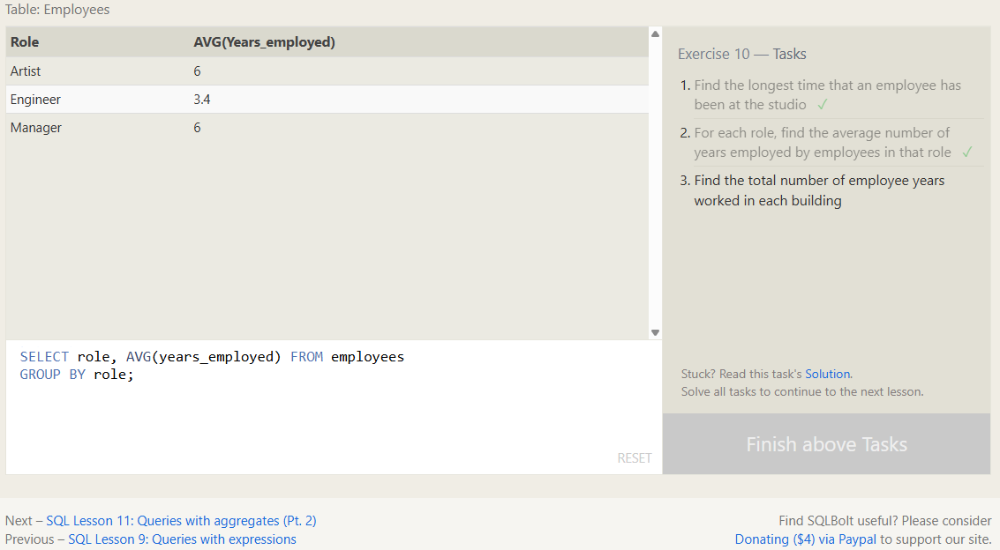 Table: Employees
Role AVG(Years_employed)
Artist 6
Engineer 3.4
Manager 6
SELECT role, AVG(years_employed) FROM employees
GROUP BY role;
RESET
Exercise 10 — Tasks
1. Find the longest time that an employee has
been at the studio ✓
2. For each role, find the average number of
years employed by employees in that role ✓
3. Find the total number of employee years
worked in each building
Stuck? Read this task's Solution.
Solve all tasks to continue to the next lesson.
Finish above Tasks
Next – SQL Lesson 11: Queries with aggregates (Pt. 2)
Previous – SQL Lesson 9: Queries with expressions
Find SQLBolt useful? Please consider
Donating ($4) via Paypal to support our site.